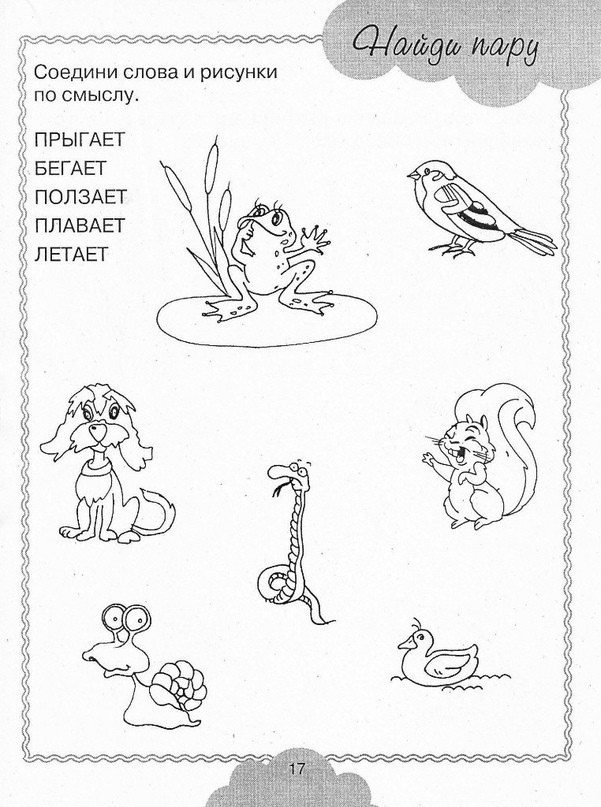 Найди пару
Соедини слова и рисунки
по смыслу.
ПРЫГАЕТ
БЕГАЕТ
ПОЛЗАЕТ
ПЛАВАЕТ
ЛЕТАЕТ
17